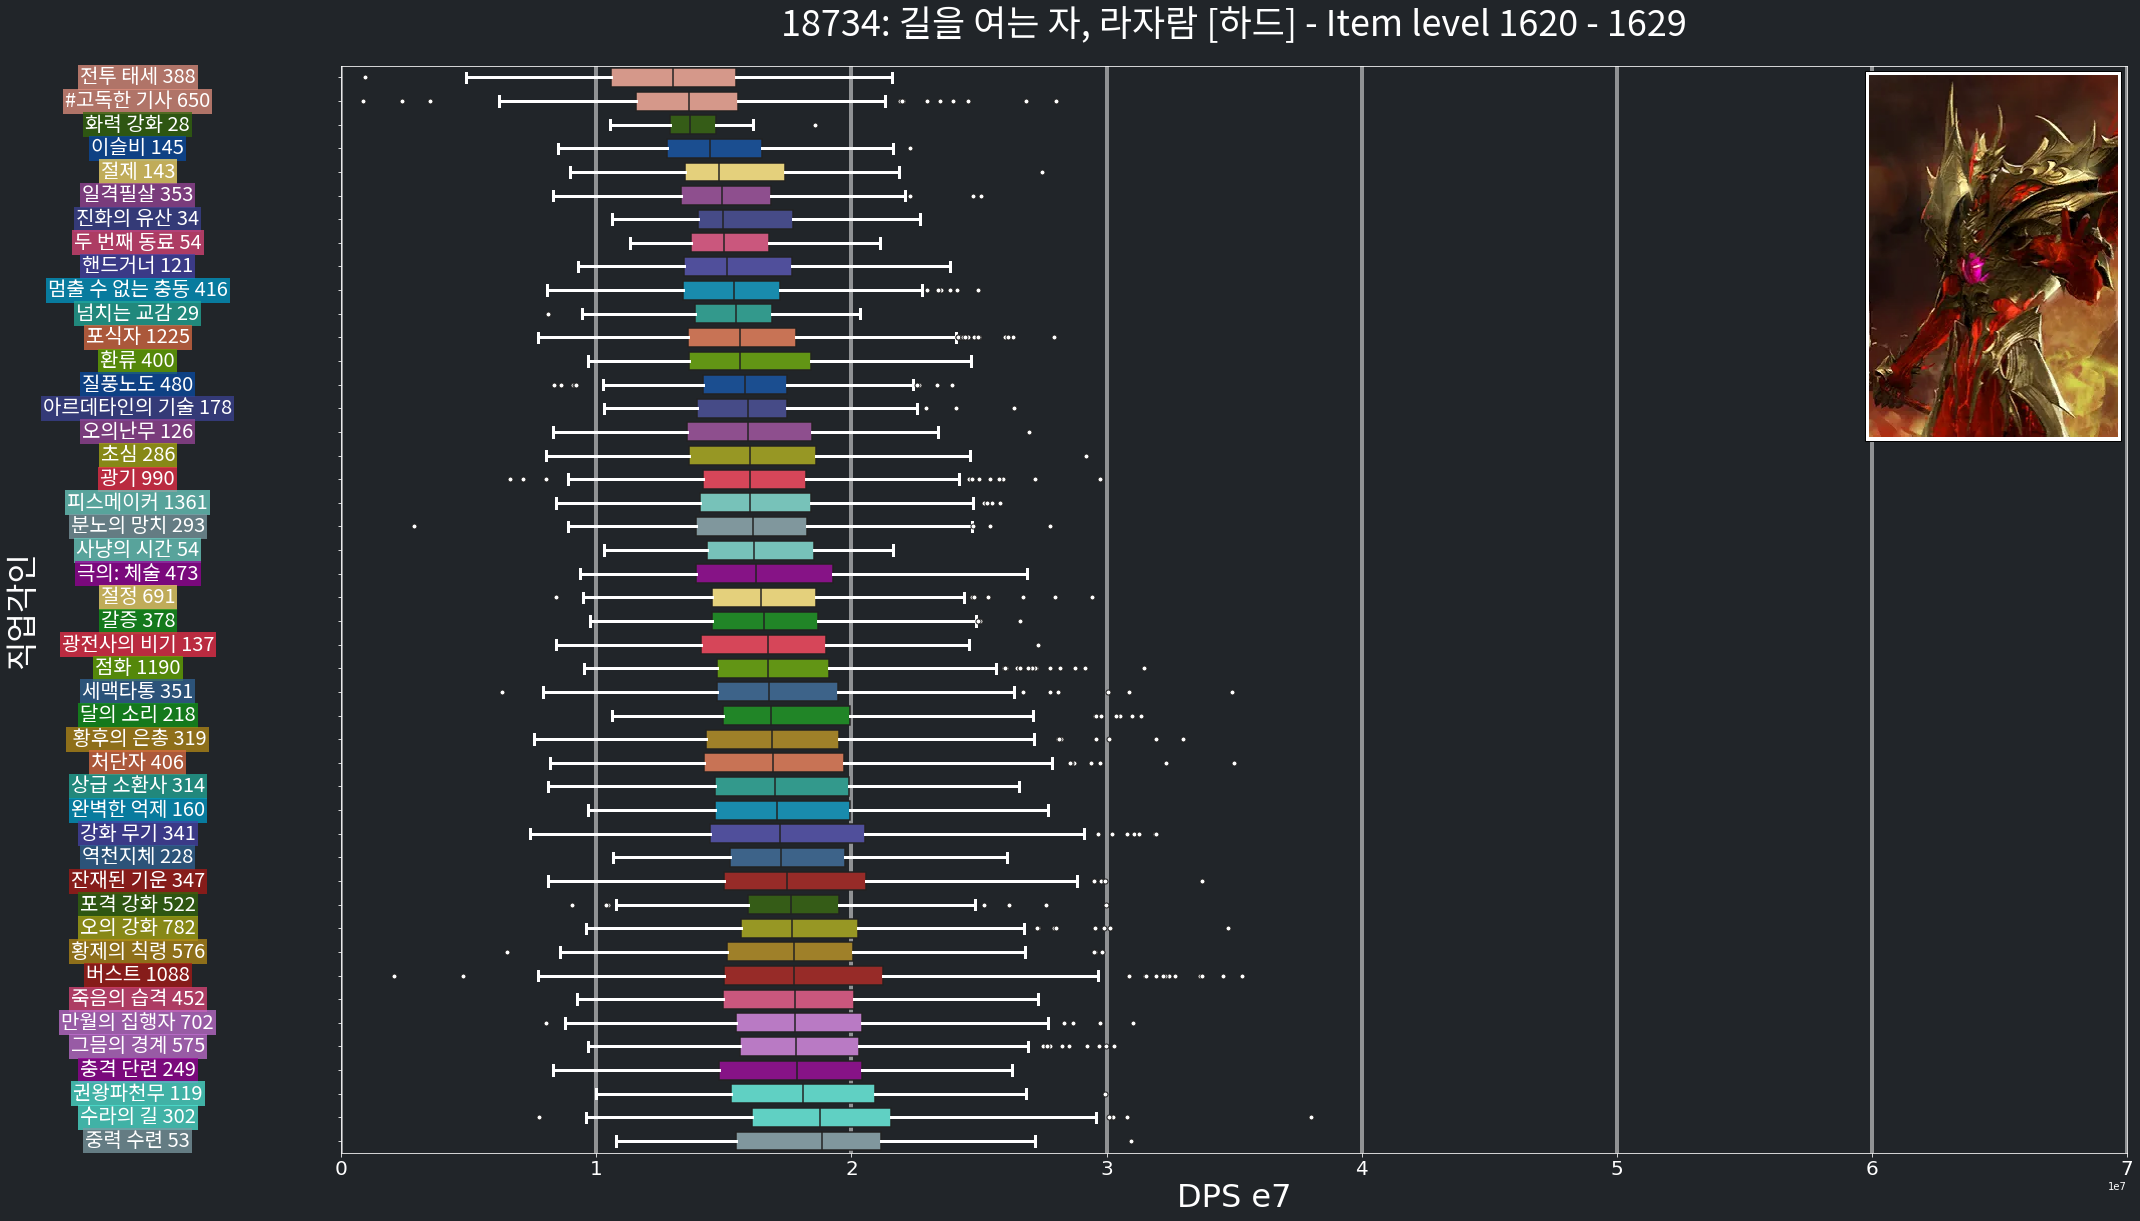 18734: 길을 여는 자, 라자람 [하드] - Item level 1620 - 1629
직업각인
전투 태세 388
#고독한 기사 650
화력 강화 28
이슬비 145
절제 143
일격필살 353
진화의 유산 34
두 번째 동료 54
핸드거너 121
멈출 수 없는 충동 416
넘치는 교감 29
포식자 1225
환류 400
질풍노도 480
아르데타인의 기술 178
오의난무 126
초심 286
광기 990
피스메이커 1361
분노의 망치 293
사냥의 시간 54
극의: 체술 473
절정 691
갈증 378
광전사의 비기 137
점화 1190
세맥타통 351
달의 소리 218
황후의 은총 319
처단자 406
상급 소환사 314
완벽한 억제 160
강화 무기 341
역천지체 228
잔재된 기운 347
포격 강화 522
오의 강화 782
황제의 칙령 576
버스트 1088
죽음의 습격 452
만월의 집행자 702
그믐의 경계 575
충격 단련 249
권왕파천무 119
수라의 길 302
중력 수련 53
0 1 2 3 4 5 6 7
1e7
DPS e7